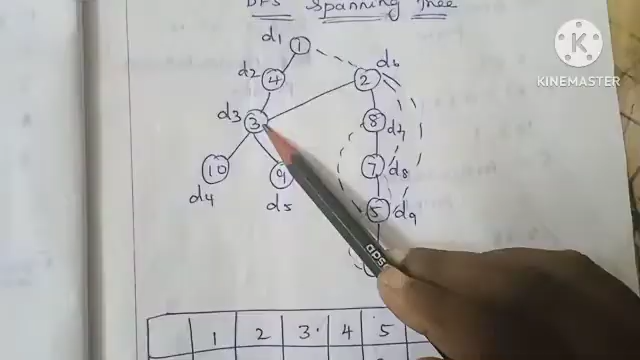 DFS Spanning Tree
d1 1
d2 4
d6 2
K
KINEMASTER
d3 3
8 d7
10
9
7 d8
d4
d5
5 d9
apsa
1 2 3. 4 5